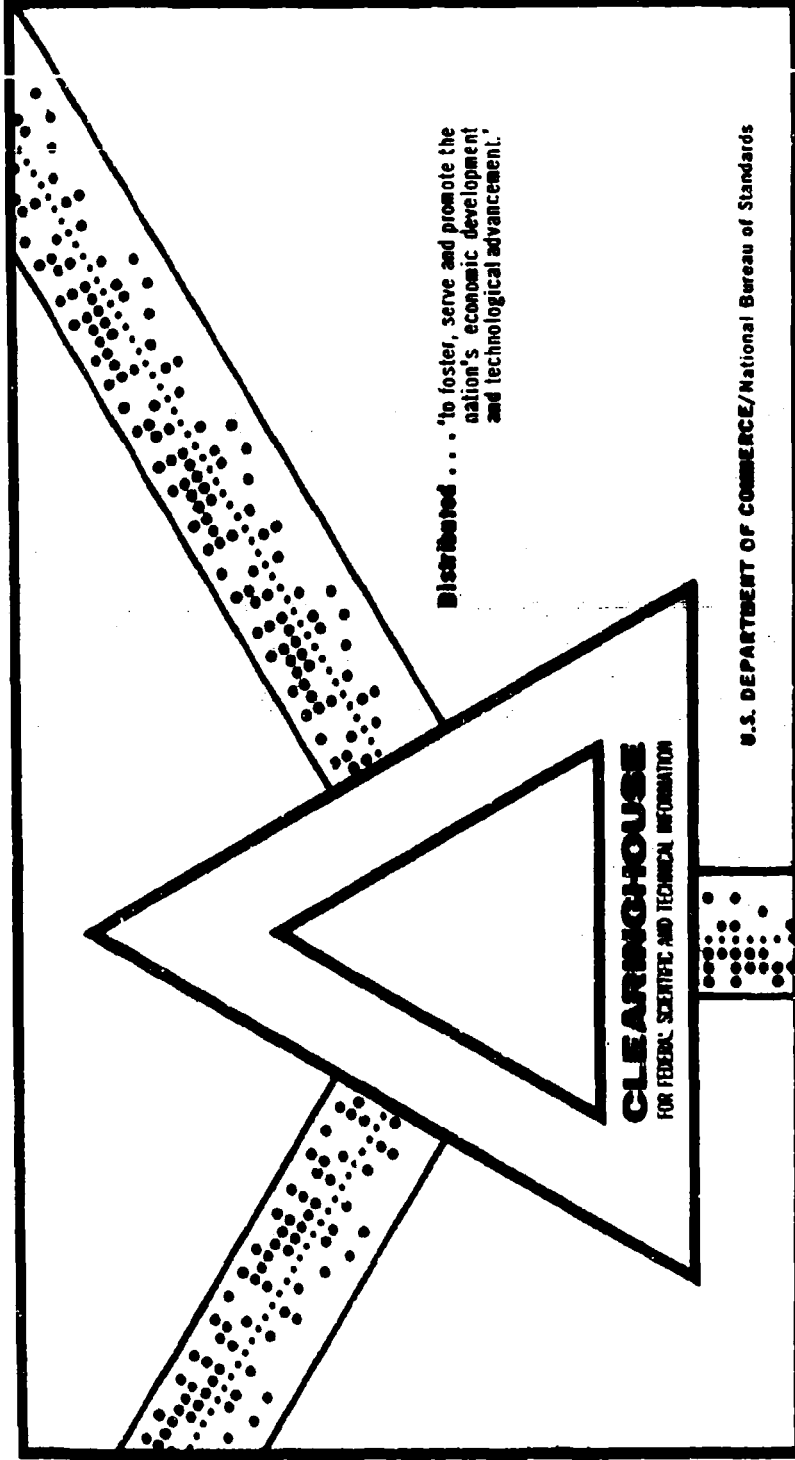 Distributed . . . 'to foster, serve and promote the
nation's economic development
and technological advancement.'
CLEARINGHOUSE
FOR FEDERAL SCIENTIFIC AND TECHNICAL INFORMATION
U.S. DEPARTMENT OF COMMERCE/National Bureau of Standards